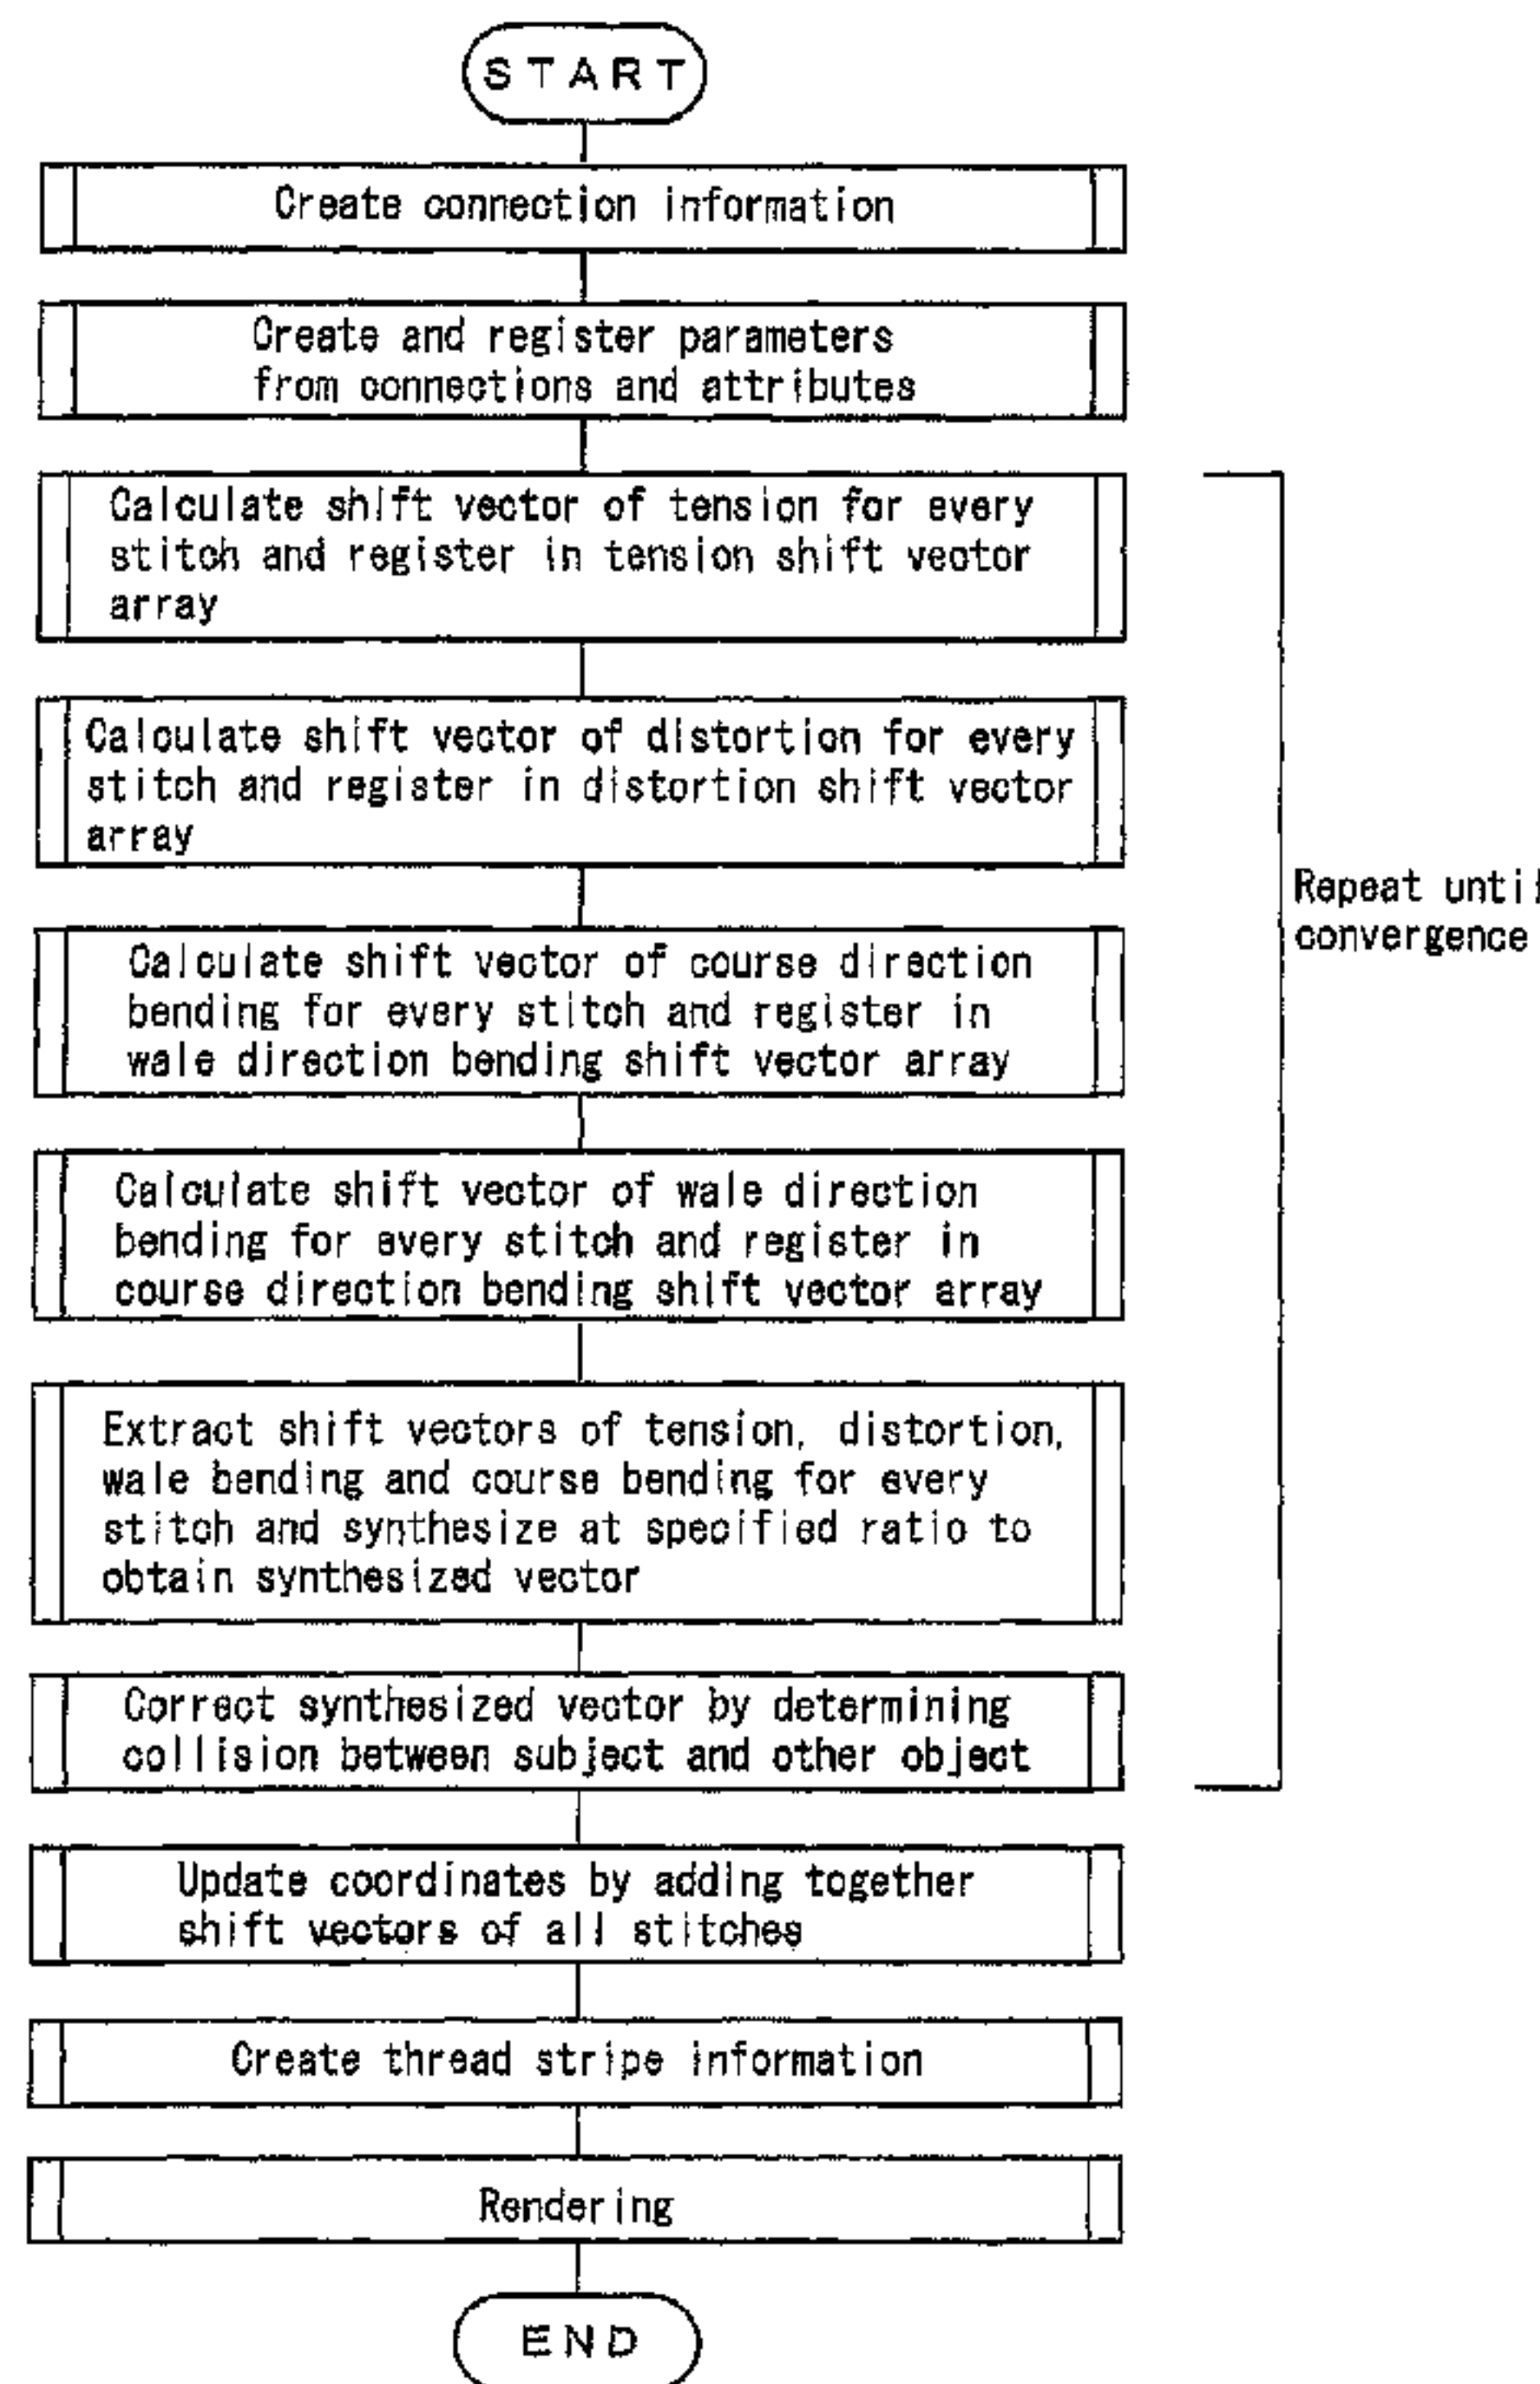 START
Create connection information
Create and register parameters
from connections and attributes
Calculate shift vector of tension for every
stitch and register in tension shift vector
array
Calculate shift vector of distortion for every
stitch and register in distortion shift vector
array
Repeat until
convergence
Calculate shift vector of course direction
bending for every stitch and register in
wale direction bending shift vector array
Calculate shift vector of wale direction
bending for every stitch and register in
course direction bending shift vector array
Extract shift vectors of tension, distortion,
wale bending and course bending for every
stitch and synthesize at specified ratio to
obtain synthesized vector
Correct synthesized vector by determining
collision between subject and other object
Update coordinates by adding together
shift vectors of all stitches
Create thread stripe information
Rendering
END